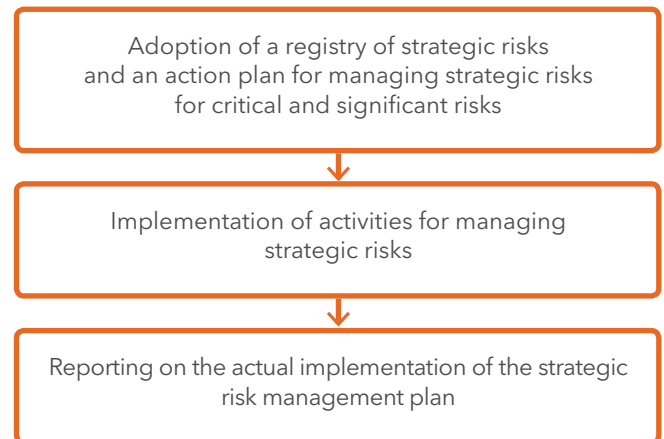 Adoption of a registry of strategic risks
and an action plan for managing strategic risks
for critical and significant risks
Implementation of activities for managing
strategic risks
Reporting on the actual implementation of the strategic
risk management plan